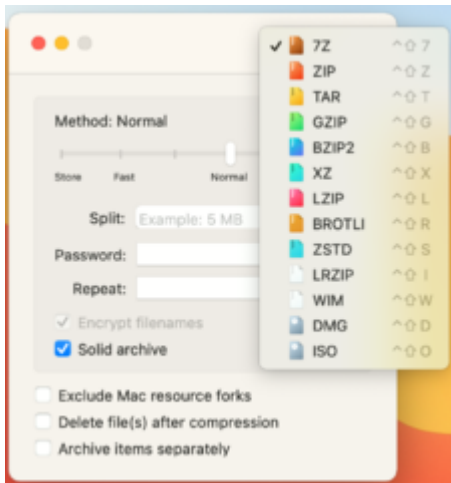 7Z ^⇧7
ZIP ^⇧Z
TAR ^⇧T
GZIP ^⇧G
BZIP2 ^⇧B
XZ ^⇧X
LZIP ^⇧L
BROTLI ^⇧R
ZSTD ^⇧S
LRZIP ^⇧I
WIM ^⇧W
DMG ^⇧D
ISO ^⇧O
Method: Normal
Store Fast Normal
Split: Example: 5 MB
Password:
Repeat:
Encrypt filenames
Solid archive
Exclude Mac resource forks
Delete file(s) after compression
Archive items separately